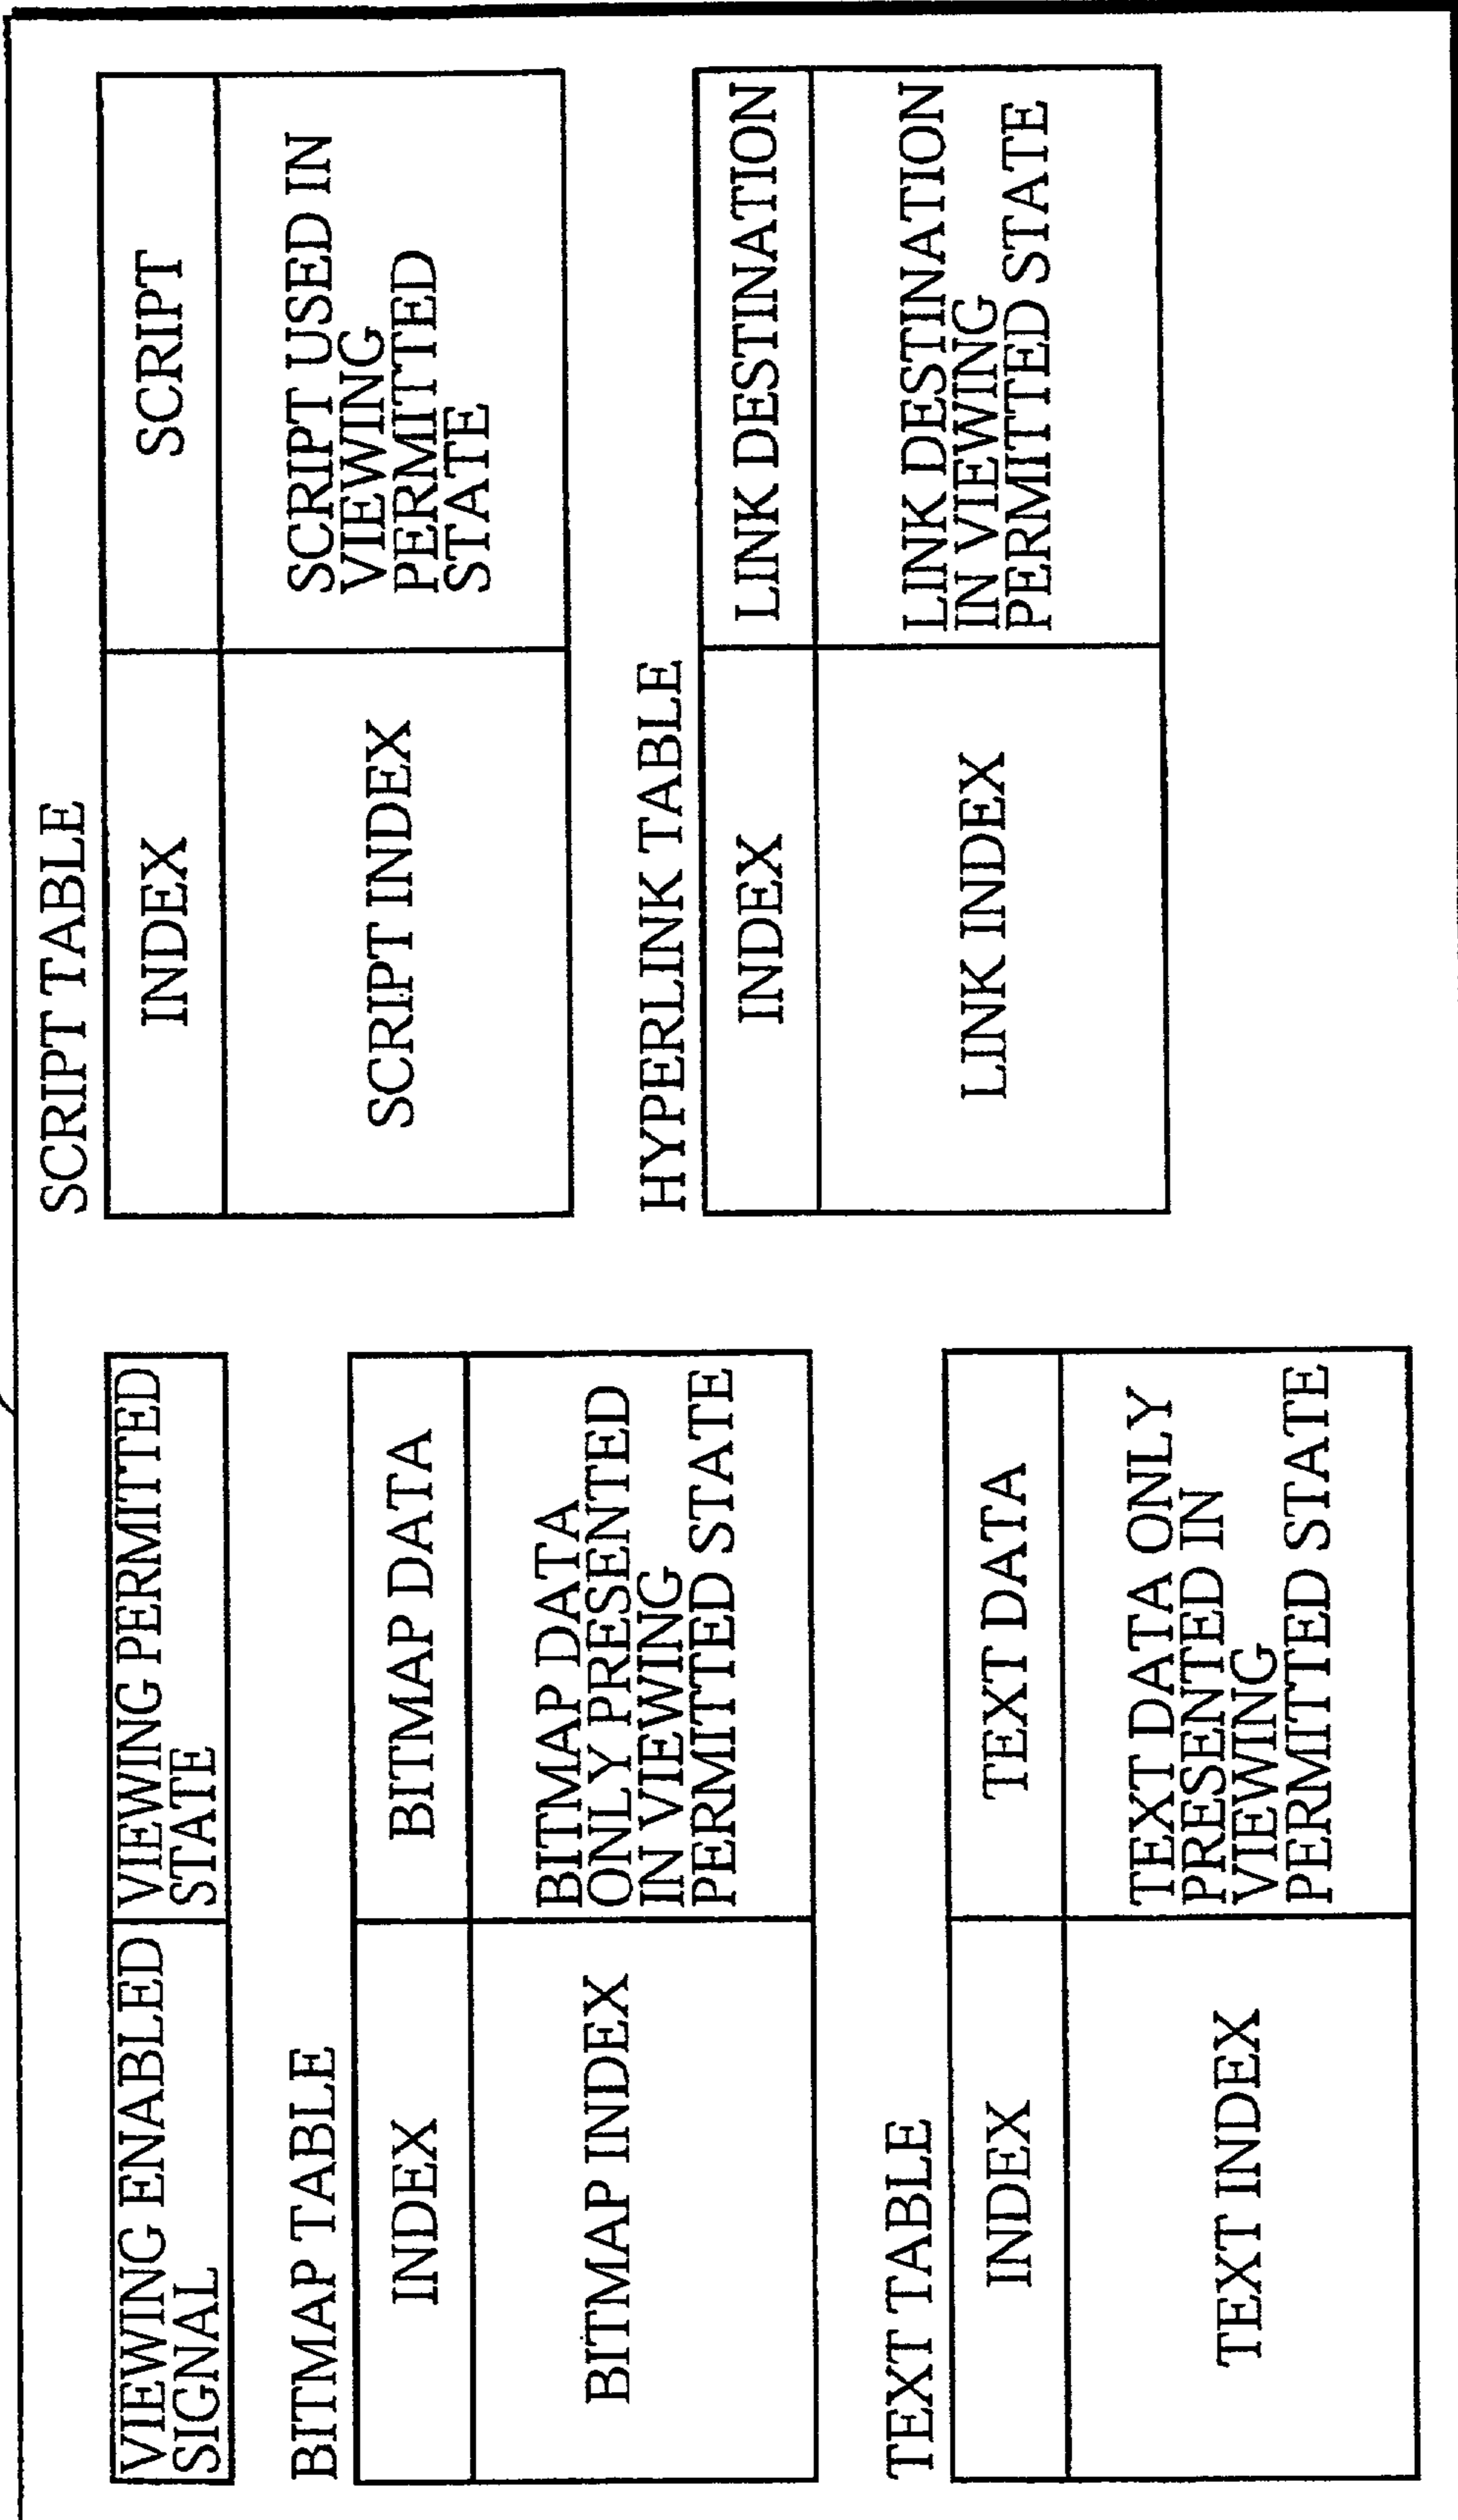 VIEWING ENABLED
SIGNAL
VIEWING PERMITTED
STATE
BITMAP TABLE
INDEX
BITMAP DATA
BITMAP INDEX
BITMAP DATA
ONLY PRESENTED
IN VIEWING
PERMITTED STATE
TEXT TABLE
INDEX
TEXT DATA
TEXT INDEX
TEXT DATA ONLY
PRESENTED IN
VIEWING
PERMITTED STATE
SCRIPT TABLE
INDEX
SCRIPT
SCRIPT INDEX
SCRIPT USED IN
VIEWING
PERMITTED
STATE
HYPERLINK TABLE
INDEX
LINK DESTINATION
LINK INDEX
LINK DESTINATION
IN VIEWING
PERMITTED STATE